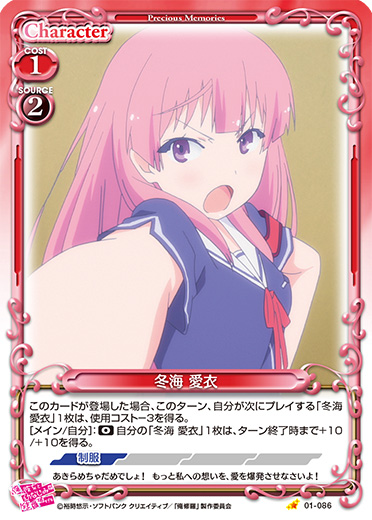 Precious Memories
Character
COST
1
SOURCE
2
冬海 愛衣
このカードが登場した場合、このターン、自分が次にプレイする「冬海
愛衣」1枚は、使用コスト－3を得る。
[メイン/自分]:0自分の「冬海 愛衣」1枚は、ターン終了時まで+10
/+10を得る。
制服
あきらめちゃだめでしょ! もっと私への想いを、愛を爆発させなさいよ!
©裕時悠示・ソフトバンク クリエイティブ/「俺修羅」製作委員会
01-086